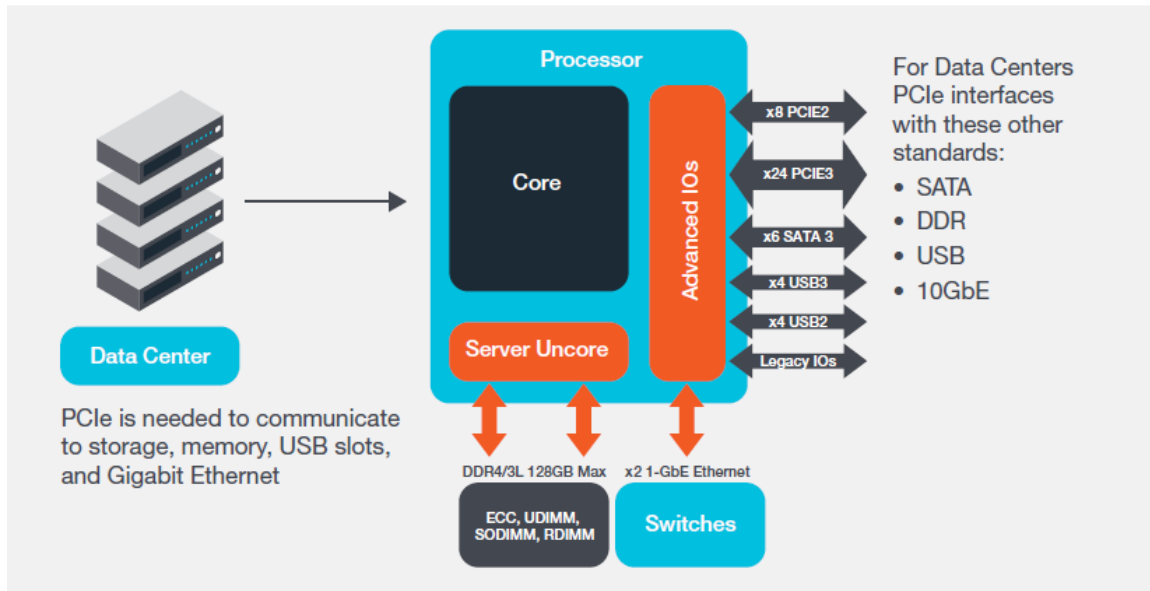 Processor
Core
Advanced IOs
Server Uncore
x8 PCIE2
x24 PCIE3
x6 SATA 3
x4 USB3
x4 USB2
Legacy IOs
For Data Centers
PCIe interfaces
with these other
standards:
• SATA
• DDR
• USB
• 10GbE
Data Center
PCIe is needed to communicate
to storage, memory, USB slots,
and Gigabit Ethernet
DDR4/3L 128GB Max
ECC, UDIMM,
SODIMM, RDIMM
x2 1-GbE Ethernet
Switches